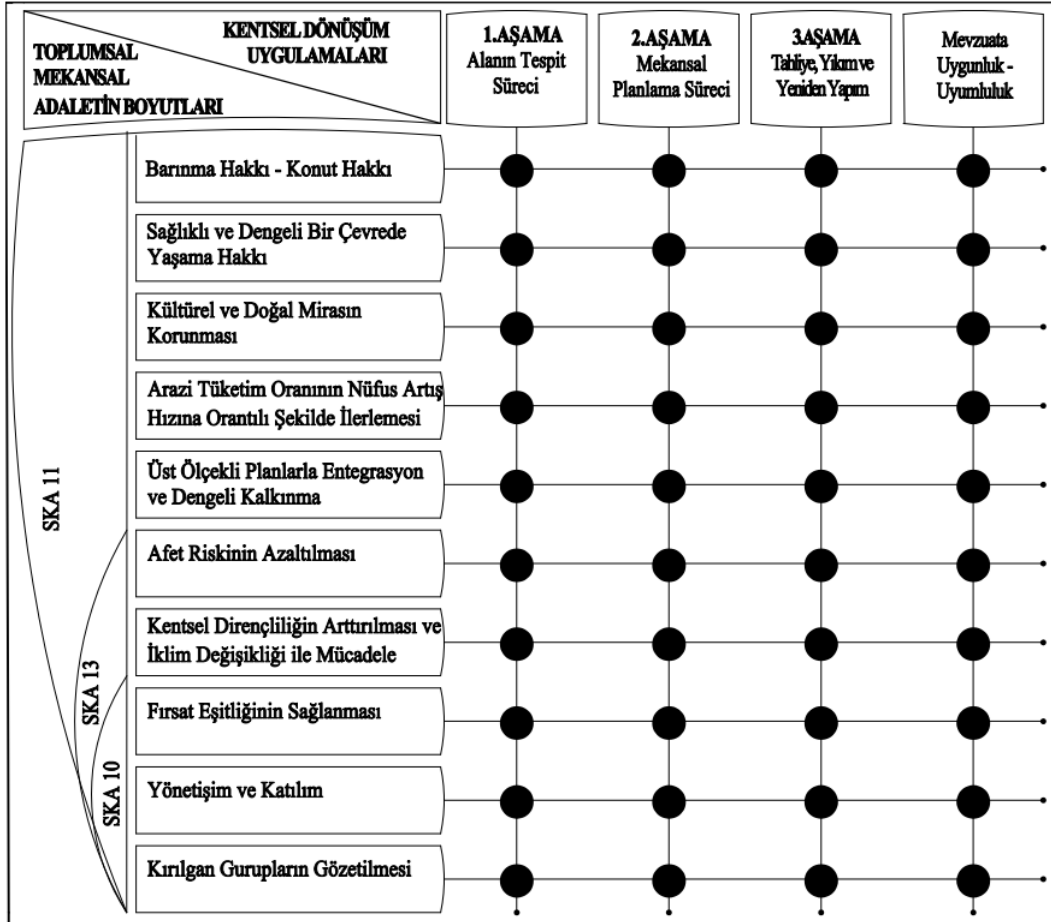 KENTSEL DÖNÜŞÜM
UYGULAMALARI
TOPLUMSAL
MEKANSAL
ADALETİN BOYUTLARI
1.AŞAMA
Alanın Tespit
Süreci
2.AŞAMA
Mekansal
Planlama Süreci
3.AŞAMA
Tahliye, Yıkım ve
Yeniden Yapım
Mevzuata
Uygunluk -
Uyumluluk
Barınma Hakkı - Konut Hakkı
Sağlıklı ve Dengeli Bir Çevrede
Yaşama Hakkı
Kültürel ve Doğal Mirasın
Korunması
Arazi Tüketim Oranının Nüfus Artış
Hızına Orantılı Şekilde İlerlemesi
Üst Ölçekli Planlarla Entegrasyon
ve Dengeli Kalkınma
Afet Riskinin Azaltılması
Kentsel Dirençliliğin Arttırılması ve
İklim Değişikliği ile Mücadele
Fırsat Eşitliğinin Sağlanması
Yönetişim ve Katılım
Kırılgan Gurupların Gözetilmesi
SKA 11
SKA 13
SKA 10